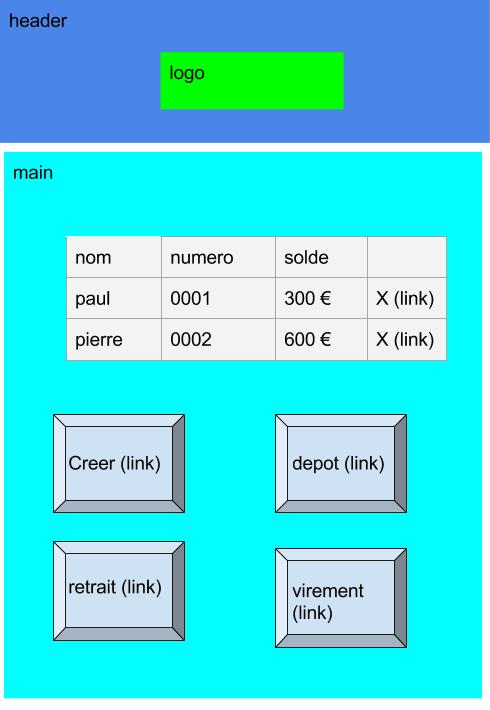 header
logo
main
nom numero solde
paul 0001 300 € X (link)
pierre 0002 600 € X (link)
Creer (link) depot (link)
retrait (link) virement
(link)